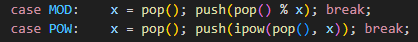 case MOD:    x = pop(); push(pop() % x); break;
case POW:    x = pop(); push(ipow(pop(), x)); break;